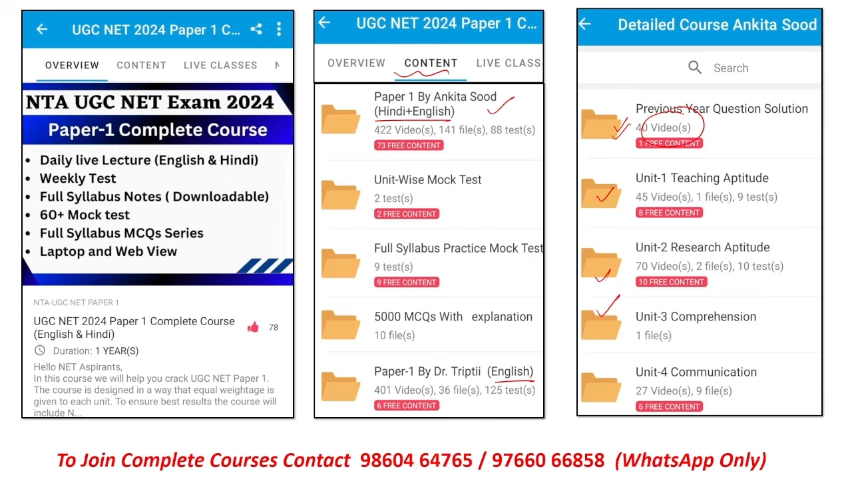 UGC NET 2024 Paper 1 C...
OVERVIEW CONTENT LIVE CLASSES N
NTA UGC NET Exam 2024
Paper-1 Complete Course
• Daily live Lecture (English & Hindi)
• Weekly Test
• Full Syllabus Notes ( Downloadable)
• 60+ Mock test
• Full Syllabus MCQs Series
• Laptop and Web View
NTA-UGC NET PAPER 1
UGC NET 2024 Paper 1 Complete Course
(English & Hindi)
78
Duration: 1 YEAR(S)
Hello NET Aspirants,
In this course we will help you crack UGC NET Paper 1.
The course is designed in a way that equal weightage is
given to each unit. To ensure best results the course will
include N...
UGC NET 2024 Paper 1 C...
OVERVIEW CONTENT LIVE CLASS
Paper 1 By Ankita Sood
(Hindi+English)
422 Video(s), 141 file(s), 88 test(s)
73 FREE CONTENT
Unit-Wise Mock Test
2 test(s)
2 FREE CONTENT
Full Syllabus Practice Mock Test
9 test(s)
9 FREE CONTENT
5000 MCQs With explanation
10 file(s)
Paper-1 By Dr. Triptii (English)
401 Video(s), 36 file(s), 125 test(s)
6 FREE CONTENT
Detailed Course Ankita Sood
Search
Previous Year Question Solution
40 Video(s)
1 FREE CONTENT
Unit-1 Teaching Aptitude
45 Video(s), 1 file(s), 9 test(s)
8 FREE CONTENT
Unit-2 Research Aptitude
70 Video(s), 2 file(s), 10 test(s)
10 FREE CONTENT
Unit-3 Comprehension
1 file(s)
Unit-4 Communication
27 Video(s), 9 file(s)
6 FREE CONTENT
To Join Complete Courses Contact 98604 64765 / 97660 66858 (WhatsApp Only)